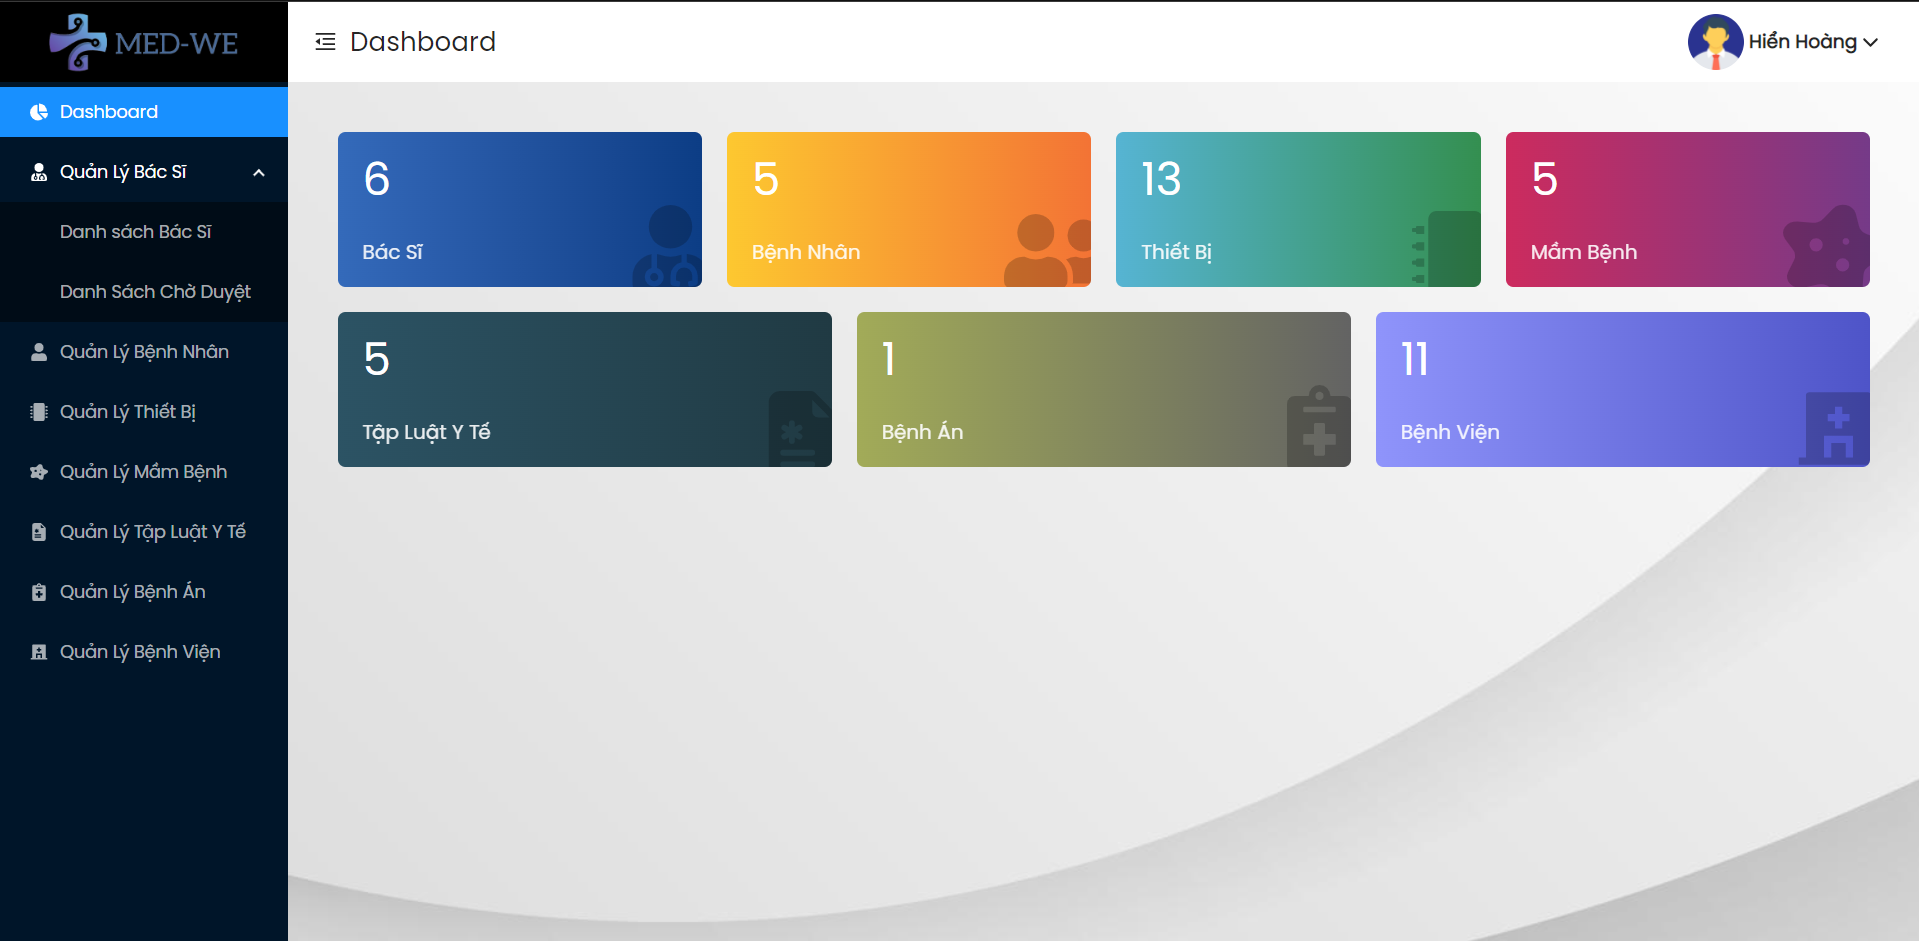 MED-WE
Dashboard
Hiển Hoàng
Dashboard
Quản Lý Bác Sĩ
Danh sách Bác Sĩ
Danh Sách Chờ Duyệt
Quản Lý Bệnh Nhân
Quản Lý Thiết Bị
Quản Lý Mầm Bệnh
Quản Lý Tập Luật Y Tế
Quản Lý Bệnh Án
Quản Lý Bệnh Viện
6
Bác Sĩ
5
Bệnh Nhân
13
Thiết Bị
5
Mầm Bệnh
5
Tập Luật Y Tế
1
Bệnh Án
11
Bệnh Viện